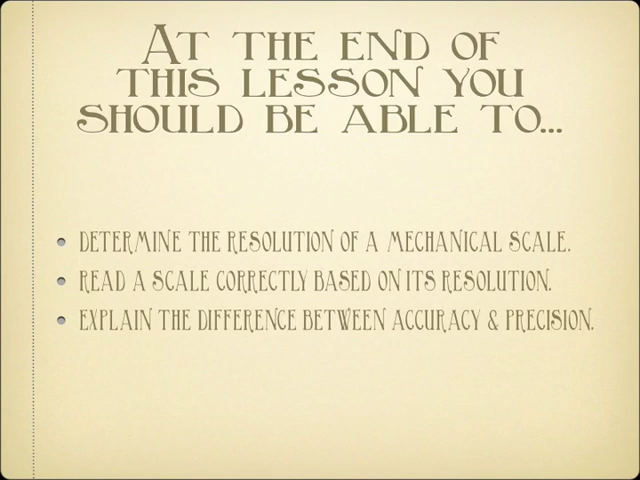 At the end of
this lesson you
should be able to...
• Determine the resolution of a mechanical scale.
• Read a scale correctly based on its resolution.
• Explain the difference between accuracy & precision.